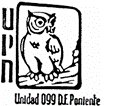 UPN
Unidad 099 D.F. Poniente